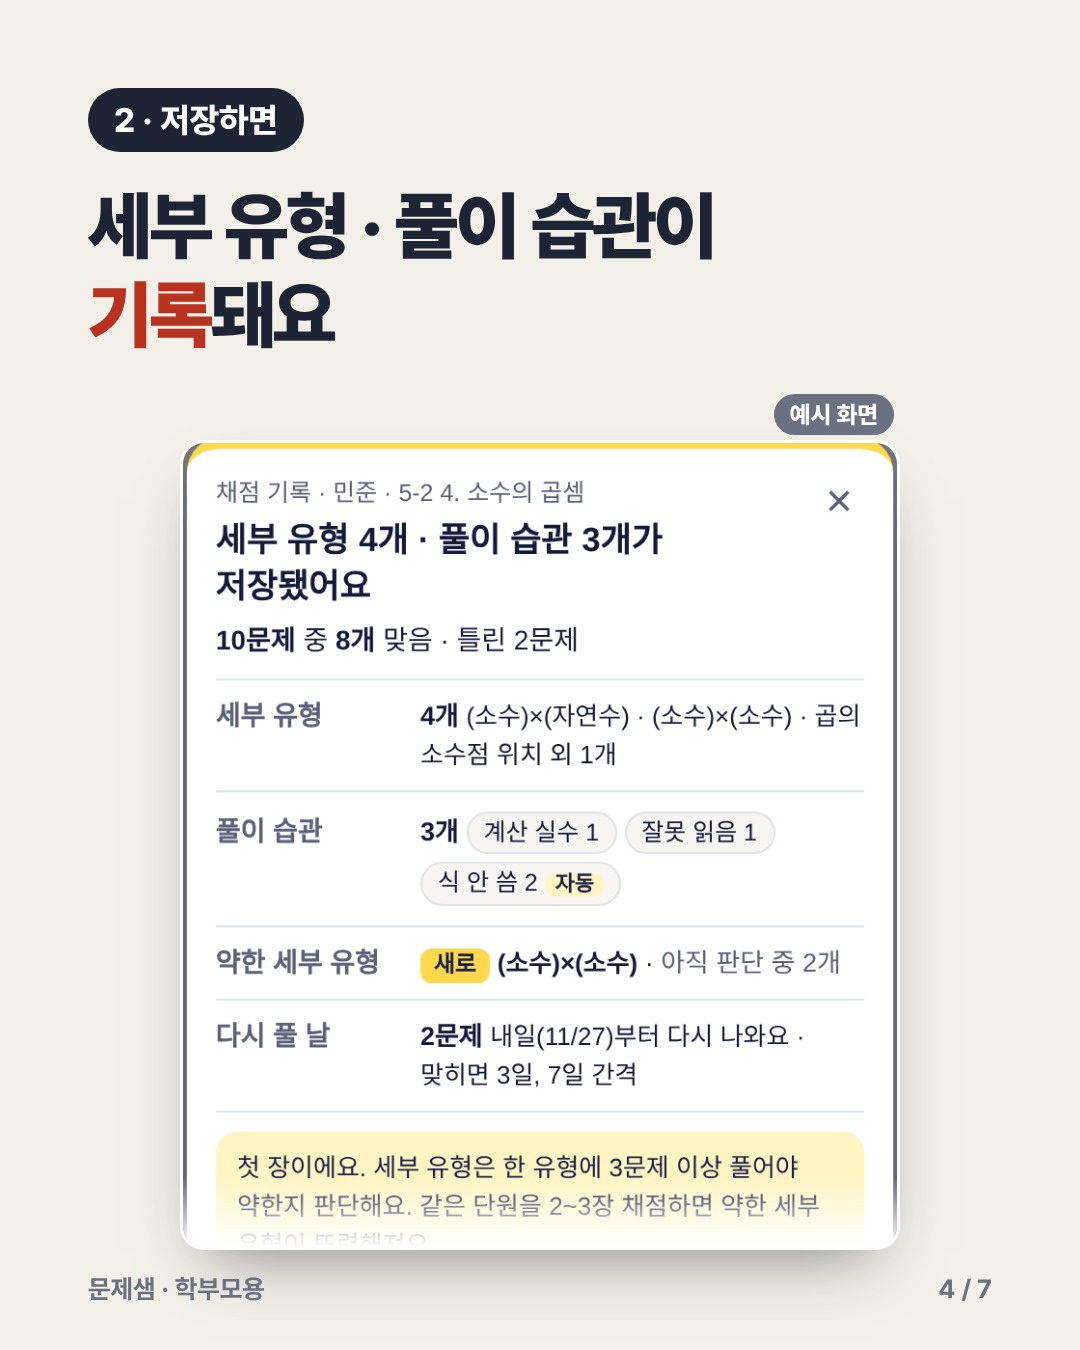 2 · 저장하면
세부 유형 · 풀이 습관이
기록돼요
예시 화면
채점 기록 · 민준 · 5-2 4. 소수의 곱셈
×
세부 유형 4개 · 풀이 습관 3개가
저장됐어요
10문제 중 8개 맞음 · 틀린 2문제
세부 유형
4개 (소수)×(자연수) · (소수)×(소수) · 곱의
소수점 위치 외 1개
풀이 습관
3개 계산 실수 1 잘못 읽음 1
식 안 씀 2 자동
약한 세부 유형
새로 (소수)×(소수) · 아직 판단 중 2개
다시 풀 날
2문제 내일(11/27)부터 다시 나와요 ·
맞히면 3일, 7일 간격
첫 장이에요. 세부 유형은 한 유형에 3문제 이상 풀어야
약한지 판단해요. 같은 단원을 2~3장 채점하면 약한 세부
문제샘 · 학부모용
4 / 7